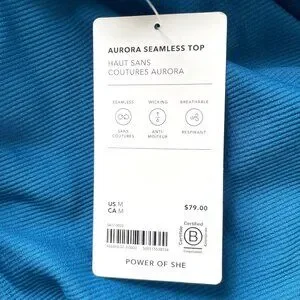 AURORA SEAMLESS TOP
HAUT SANS
COUTURES AURORA
SEAMLESS WICKING BREATHABLE
SANS COUTURES ANTI-MOITEUR RESPIRANT
US M
CA M
$79.00
Certified
B
POWER OF SHE